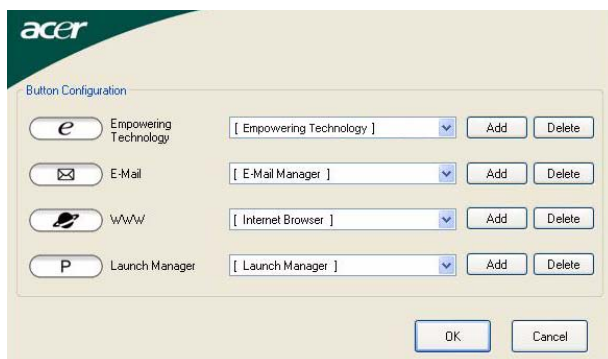 acer
Button Configuration
e Empowering Technology [ Empowering Technology ] Add Delete
E-Mail [ E-Mail Manager ] Add Delete
WWW [ Internet Browser ] Add Delete
P Launch Manager [ Launch Manager ] Add Delete
OK Cancel